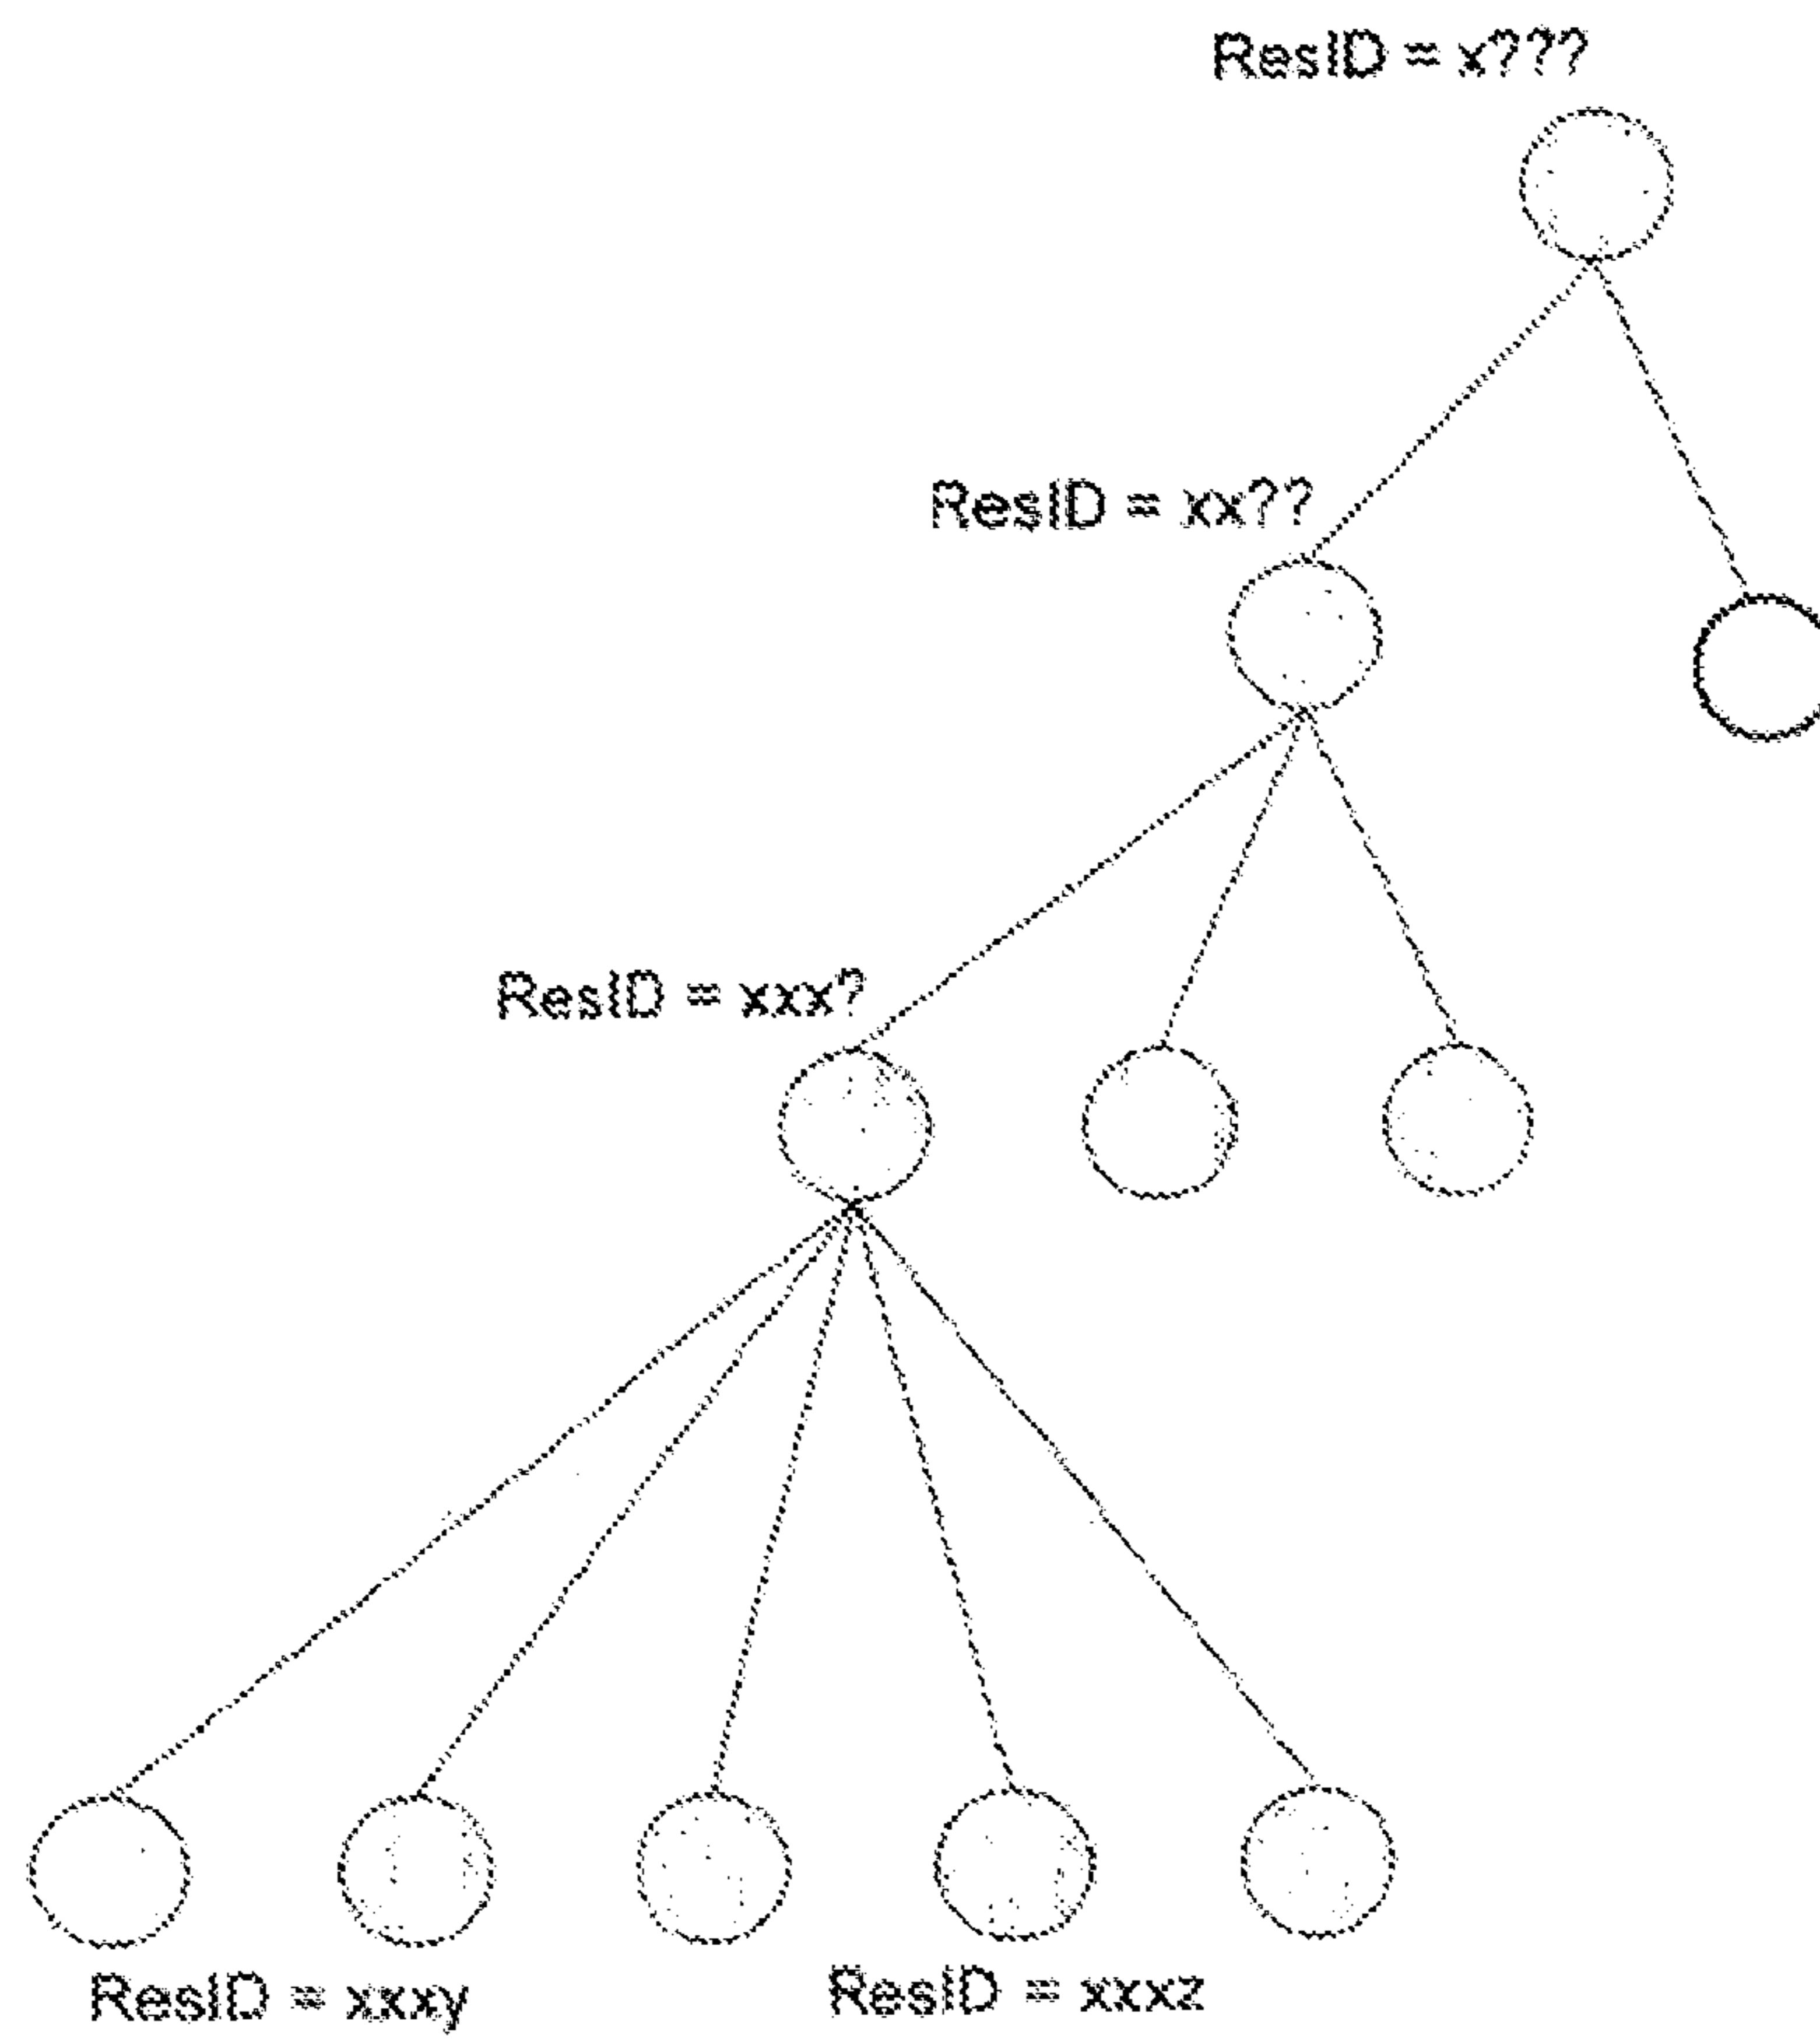 ResID = x???
ResID = xx??
ResID = xxx?
ResID = xxxy
ResID = xxxz